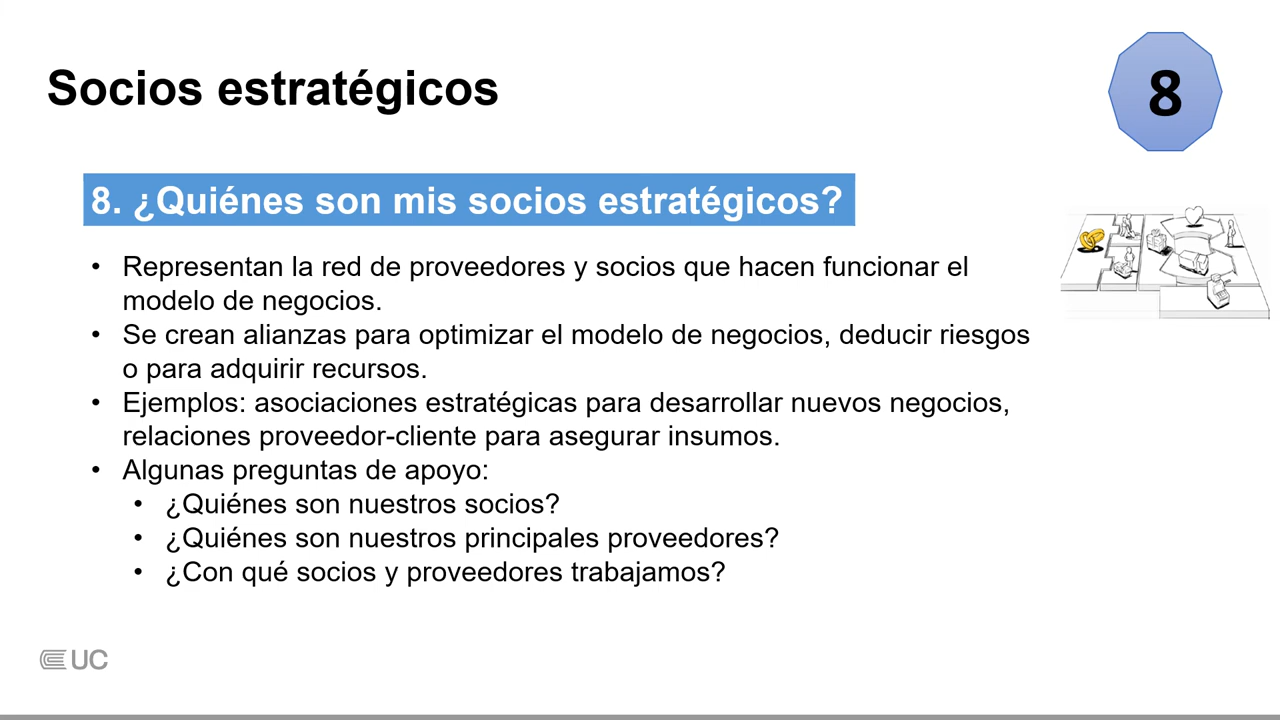 Socios estratégicos
8
8. ¿Quiénes son mis socios estratégicos?
• Representan la red de proveedores y socios que hacen funcionar el
modelo de negocios.
• Se crean alianzas para optimizar el modelo de negocios, deducir riesgos
o para adquirir recursos.
• Ejemplos: asociaciones estratégicas para desarrollar nuevos negocios,
relaciones proveedor-cliente para asegurar insumos.
• Algunas preguntas de apoyo:
• ¿Quiénes son nuestros socios?
• ¿Quiénes son nuestros principales proveedores?
• ¿Con qué socios y proveedores trabajamos?
UC